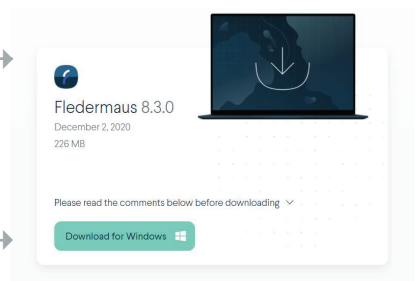 Fledermaus 8.3.0
December 2, 2020
226 MB
Please read the comments below before downloading
Download for Windows